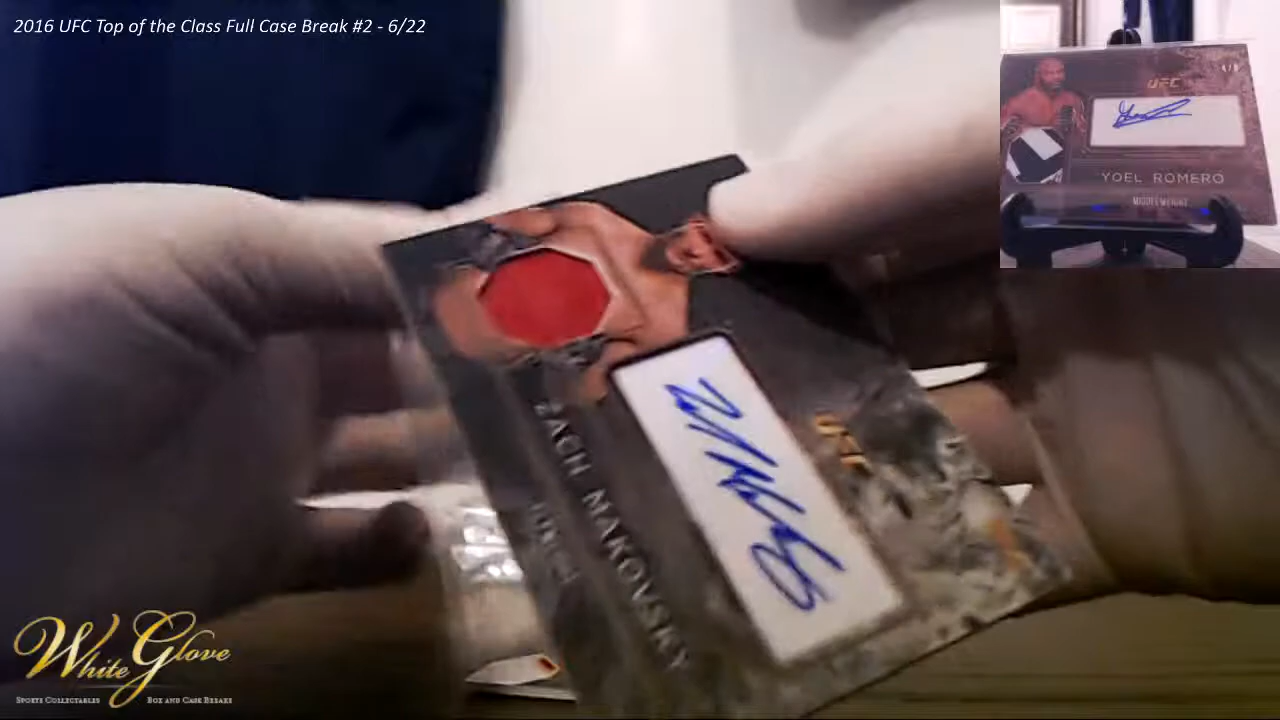 2016 UFC Top of the Class Full Case Break #2 - 6/22
UFC
YOEL ROMERO
MIDDLEWEIGHT
UFC
ZACH MAKOVSKY
White Glove
SPORTS COLLECTABLES BOX AND CASE BREAKS